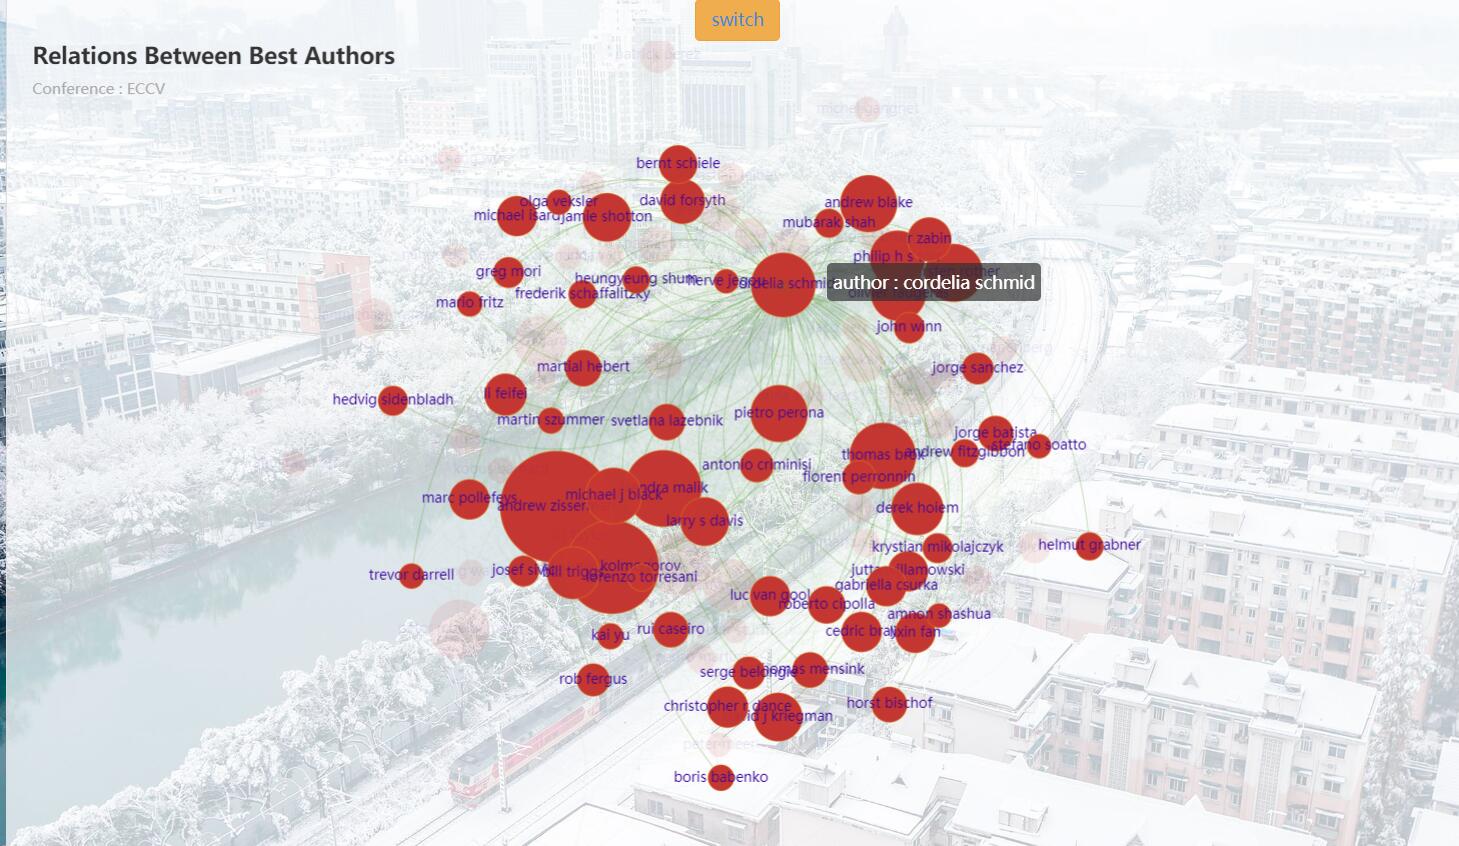 switch
Relations Between Best Authors
Conference : ECCV
bernt schiele
david forsyth
olga veksler
michael isard
jamie shotton
andrew blake
mubarak shah
r zabin
philip h s
author : cordelia schmid
greg mori
heungyeung shum
herve jegou
cordelia schmid
frederik schaffalitzky
mario fritz
john winn
martial hebert
jorge sanchez
hedvig sidenbladh
li feifei
martin szummer
svetlana lazebnik
pietro perona
jorge batista
stefano soatto
andrew fitzgibbon
thomas brox
antonio criminisi
florent perronnin
marc pollefeys
michael j black
malik
andrew zisser
larry s davis
derek hoiem
krystian mikolajczyk
helmut grabner
trevor darrell
josef sivic
bill triggs
kolmogorov
lorenzo torresani
jutta willamowski
gabriella csurka
luc van gool
roberto cipolla
amnon shashua
cedric bray
lixin fan
kai yu
rui caseiro
rob fergus
serge belongie
thomas mensink
christopher r dance
j kriegman
horst bischof
peter meer
boris babenko